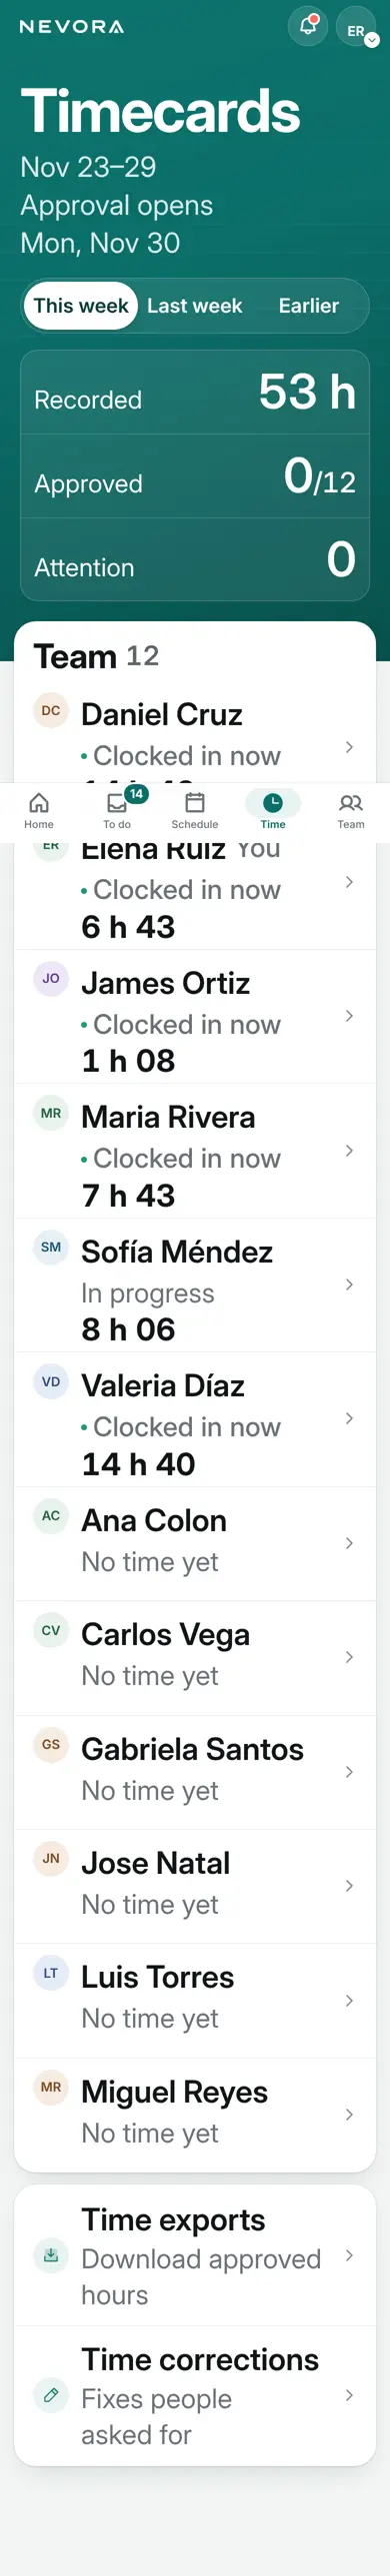 NEVORA
ER
Timecards
Nov 23–29
Approval opens
Mon, Nov 30
This week Last week Earlier
Recorded 53 h
Approved 0/12
Attention 0
Team 12
DC Daniel Cruz
Clocked in now
14
Home To do Schedule Time Team
ER Elena Ruiz You
Clocked in now
6 h 43
JO James Ortiz
Clocked in now
1 h 08
MR Maria Rivera
Clocked in now
7 h 43
SM Sofía Méndez
In progress
8 h 06
VD Valeria Díaz
Clocked in now
14 h 40
AC Ana Colon
No time yet
CV Carlos Vega
No time yet
GS Gabriela Santos
No time yet
JN Jose Natal
No time yet
LT Luis Torres
No time yet
MR Miguel Reyes
No time yet
Time exports
Download approved
hours
Time corrections
Fixes people
asked for